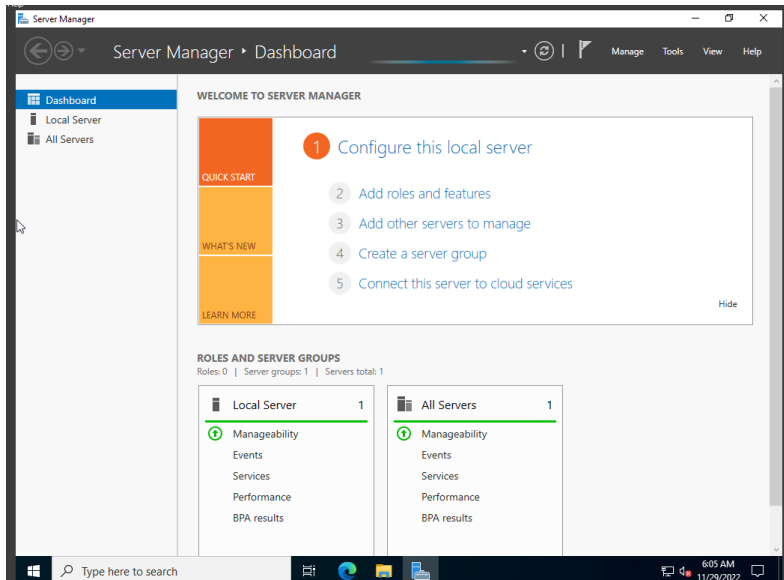 Server Manager
Server Manager ‣ Dashboard
Manage Tools View Help
Dashboard
Local Server
All Servers
WELCOME TO SERVER MANAGER
QUICK START
WHAT'S NEW
LEARN MORE
1 Configure this local server
2 Add roles and features
3 Add other servers to manage
4 Create a server group
5 Connect this server to cloud services
Hide
ROLES AND SERVER GROUPS
Roles: 0 | Server groups: 1 | Servers total: 1
Local Server 1
Manageability
Events
Services
Performance
BPA results
All Servers 1
Manageability
Events
Services
Performance
BPA results
Type here to search
6:05 AM
11/29/2022